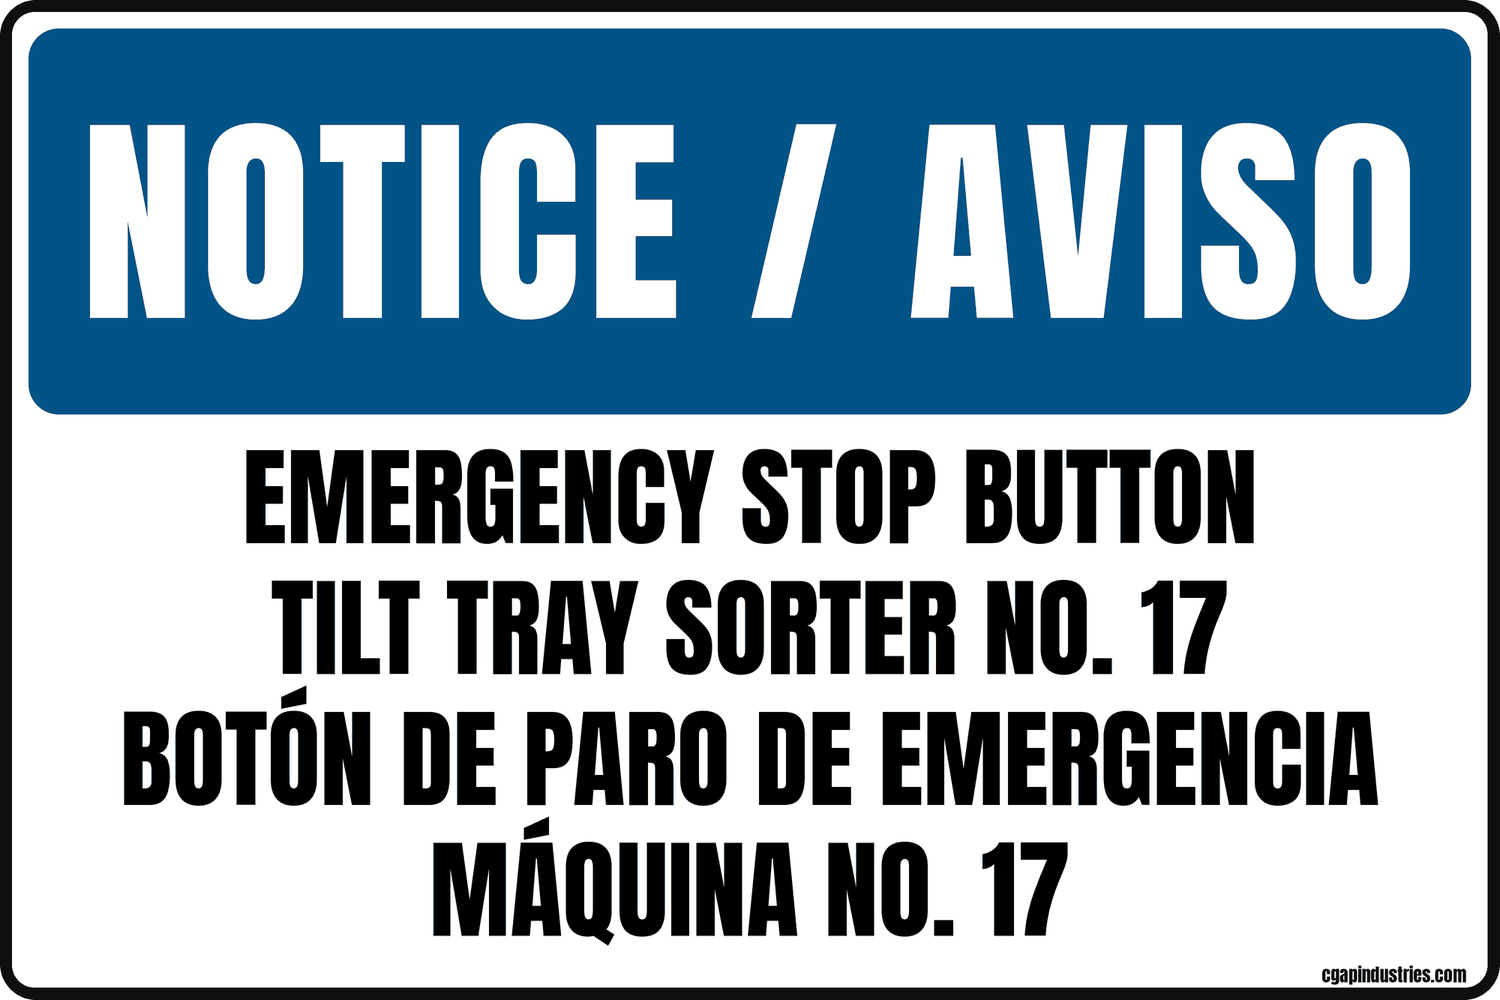 NOTICE / AVISO
EMERGENCY STOP BUTTON
TILT TRAY SORTER NO. 17
BOTÓN DE PARO DE EMERGENCIA
MÁQUINA NO. 17
cgapindustries.com